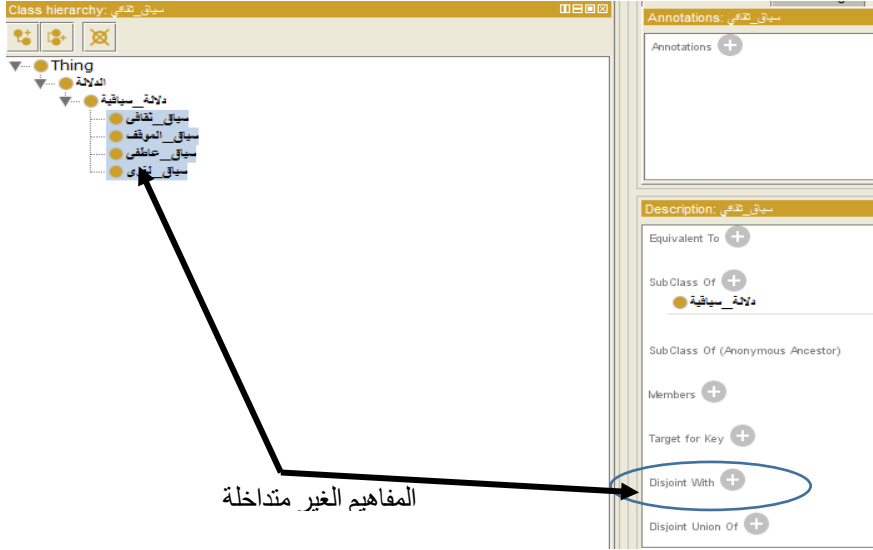 Class hierarchy: سياق_ثقافي
Thing
الدلالة
دلالة_سياقية
سياق_ثقافي
سياق_الموقف
سياق_عاطفي
Annotations: سياق_ثقافي
Annotations
Description: سياق_ثقافي
Equivalent To
SubClass Of
دلالة_سياقية
SubClass Of (Anonymous Ancestor)
Members
Target for Key
Disjoint With
Disjoint Union Of
المفاهيم الغير متداخلة